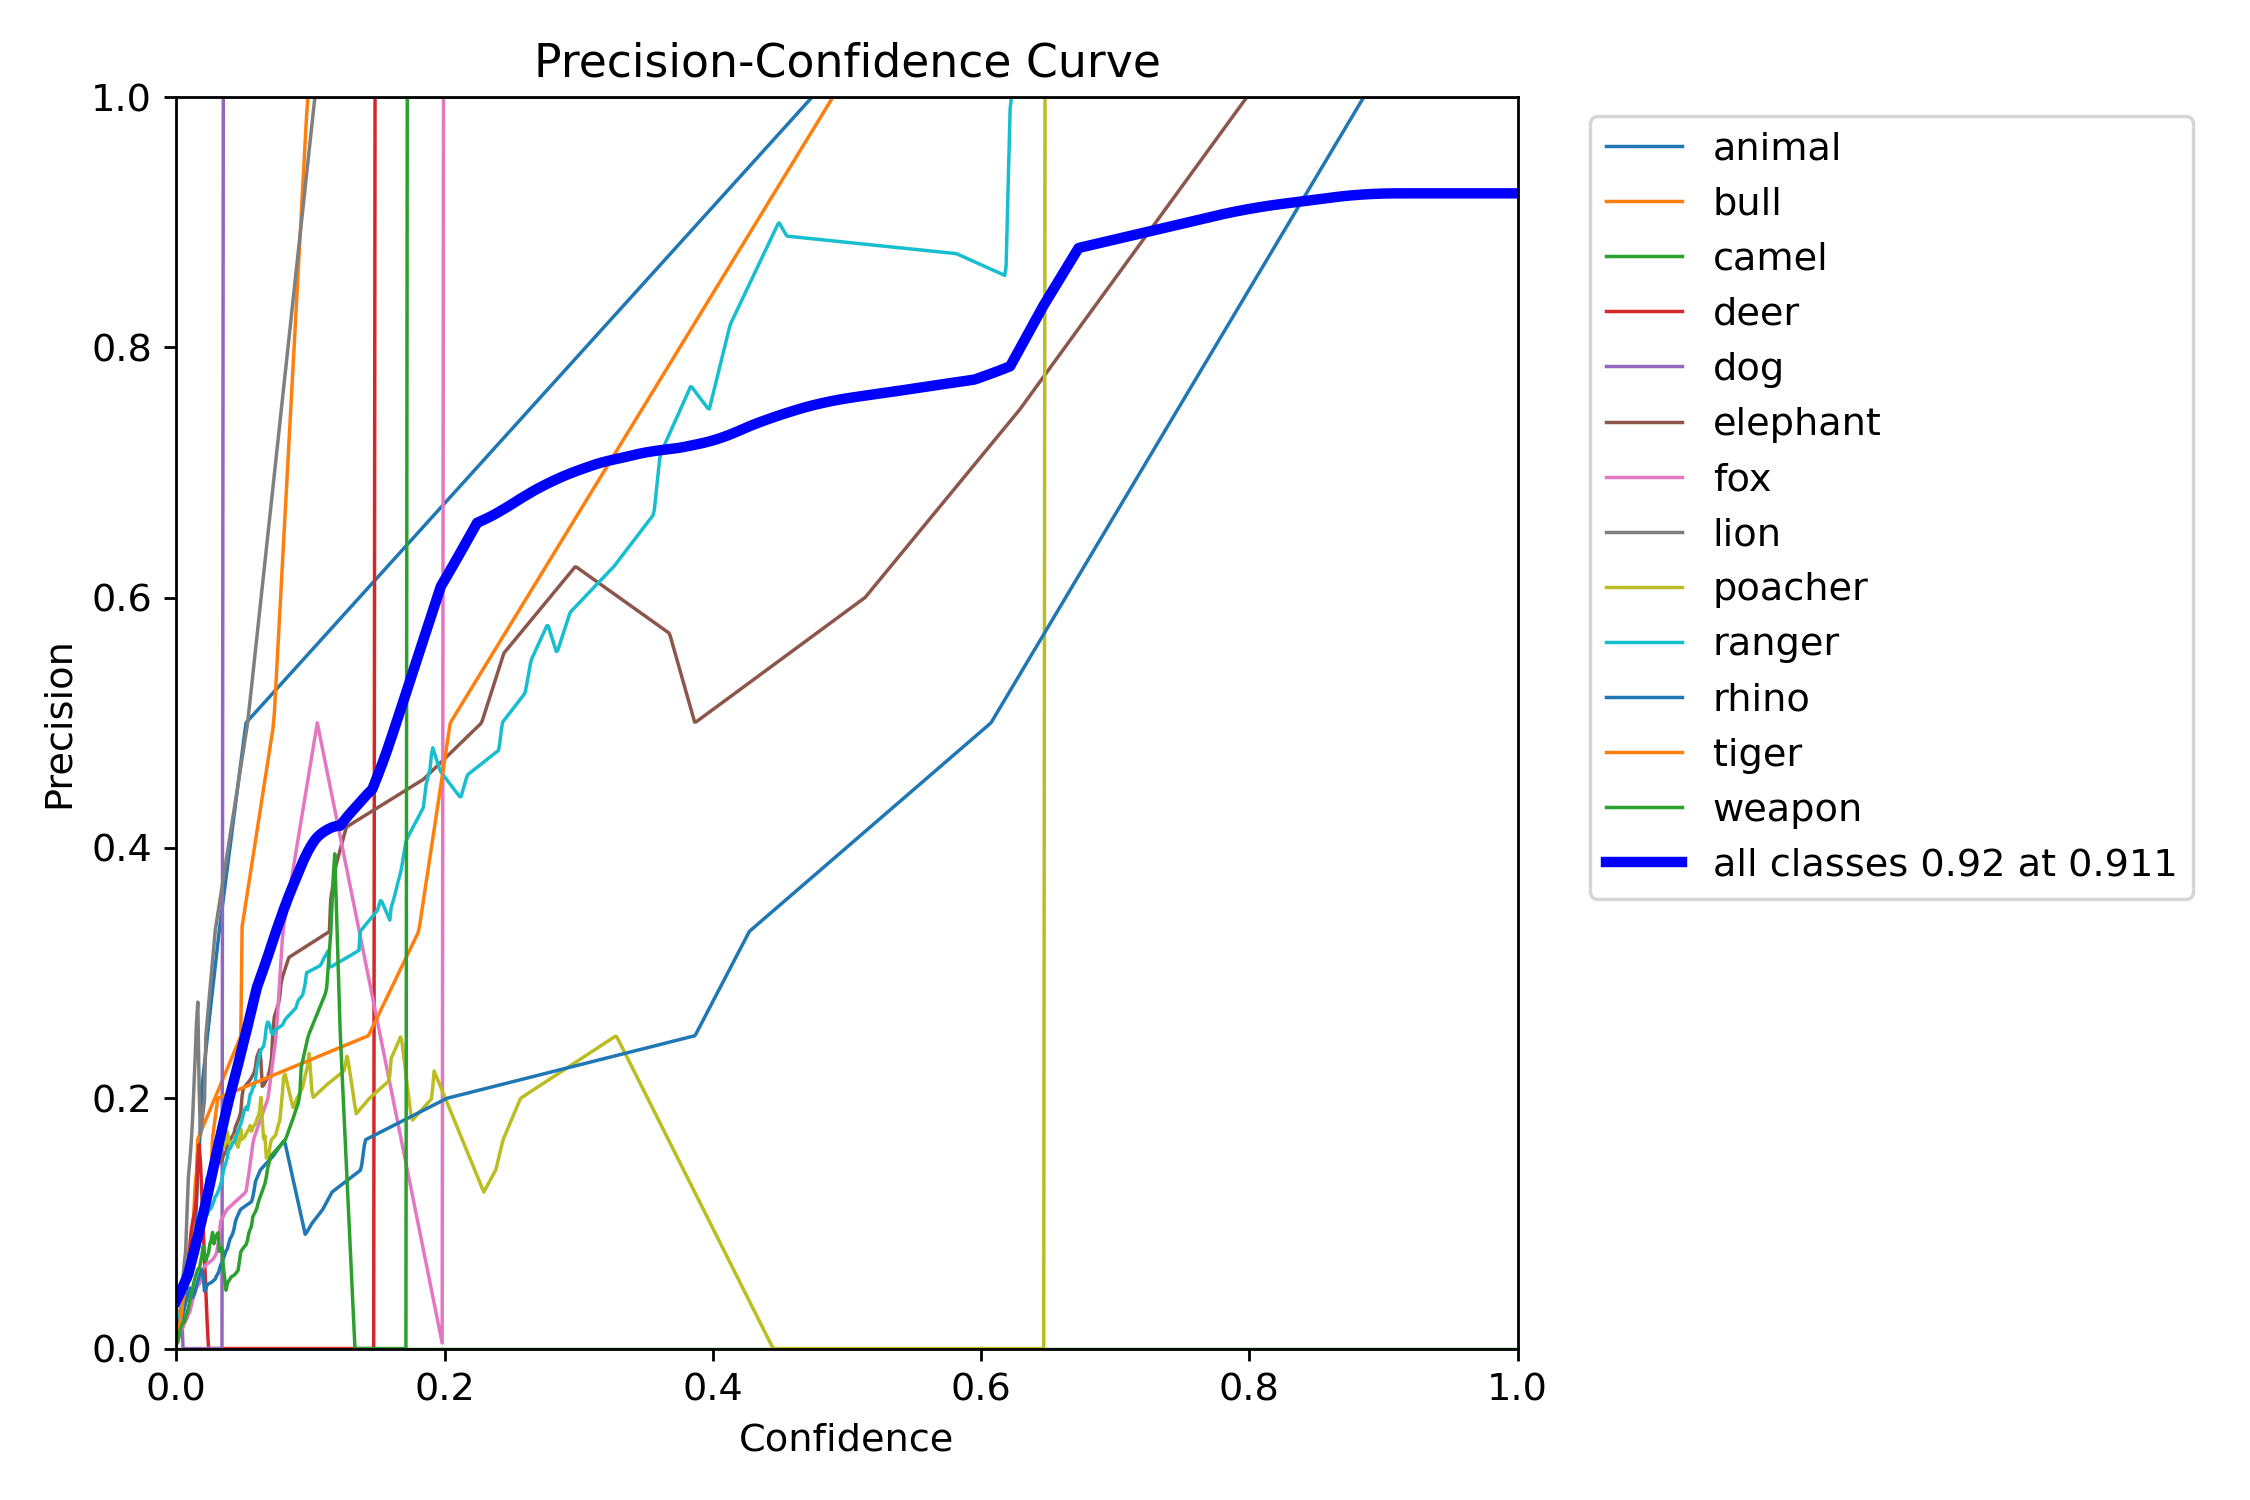 Precision-Confidence Curve
1.0
0.8
0.6
0.4
0.2
0.0
Precision
0.0 0.2 0.4 0.6 0.8 1.0
Confidence
animal
bull
camel
deer
dog
elephant
fox
lion
poacher
ranger
rhino
tiger
weapon
all classes 0.92 at 0.911